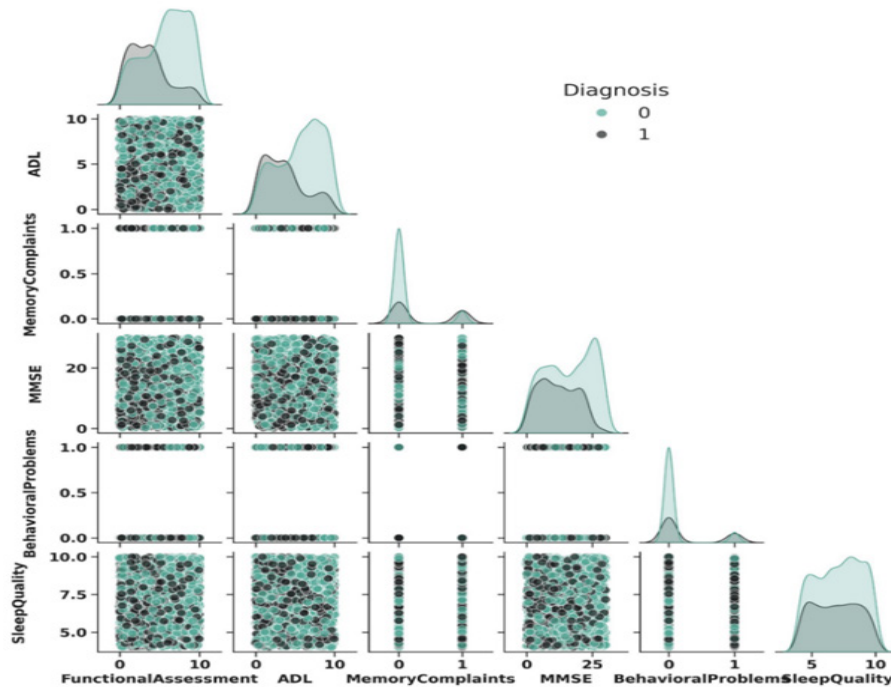 Diagnosis
0
1
ADL
10
5
0
MemoryComplaints
1.0
0.5
0.0
MMSE
20
0
BehavioralProblems
1.0
0.5
0.0
SleepQuality
10.0
7.5
5.0
0 10 0 10 0 1 0 25 0 1 5 10
FunctionalAssessment ADL MemoryComplaints MMSE BehavioralProblems SleepQuality